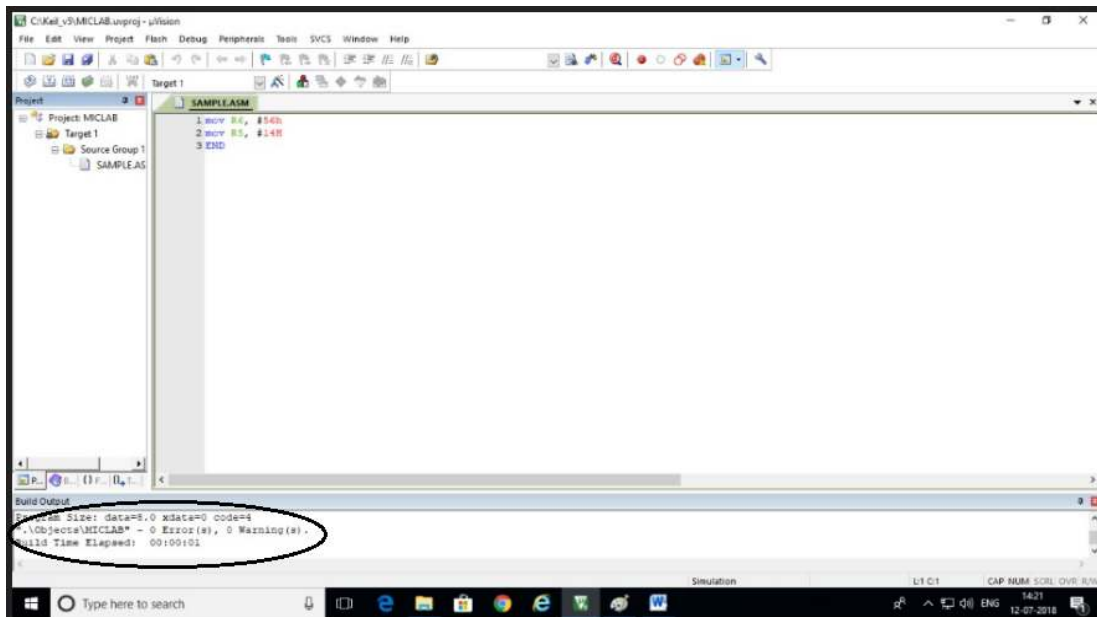 C:\Keil_v5\MICLAB.uvproj - µVision
File Edit View Project Flash Debug Peripherals Tools SVCS Window Help
Target 1
Project
SAMPLE.ASM
Project: MICLAB
Target 1
Source Group 1
SAMPLE.AS
1 mov R4, #54h
2 mov R5, #14H
3 END
P... B... {} F... T...
Build Output
Program Size: data=8.0 xdata=0 code=4
".\Objects\MICLAB" - 0 Error(s), 0 Warning(s).
Build Time Elapsed: 00:00:01
Simulation L:1 C:1 CAP NUM SCRL OVR R/W
Type here to search
ENG
14:21
12-07-2018